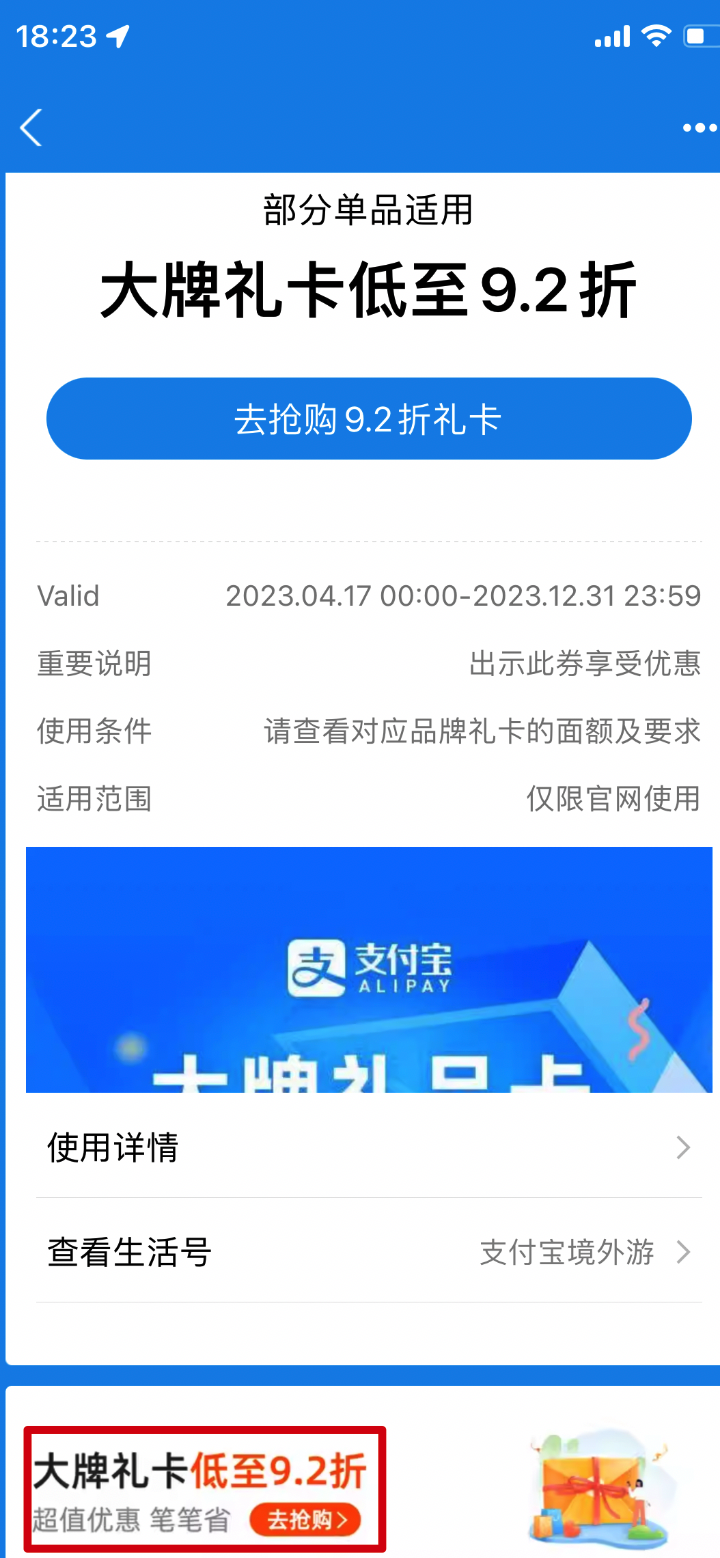 18:23
部分单品适用
大牌礼卡低至9.2折
去抢购9.2折礼卡
Valid 2023.04.17 00:00-2023.12.31 23:59
重要说明 出示此券享受优惠
使用条件 请查看对应品牌礼卡的面额及要求
适用范围 仅限官网使用
支 支付宝
ALIPAY
大牌礼品卡
使用详情
查看生活号 支付宝境外游
大牌礼卡低至9.2折
超值优惠 笔笔省 去抢购